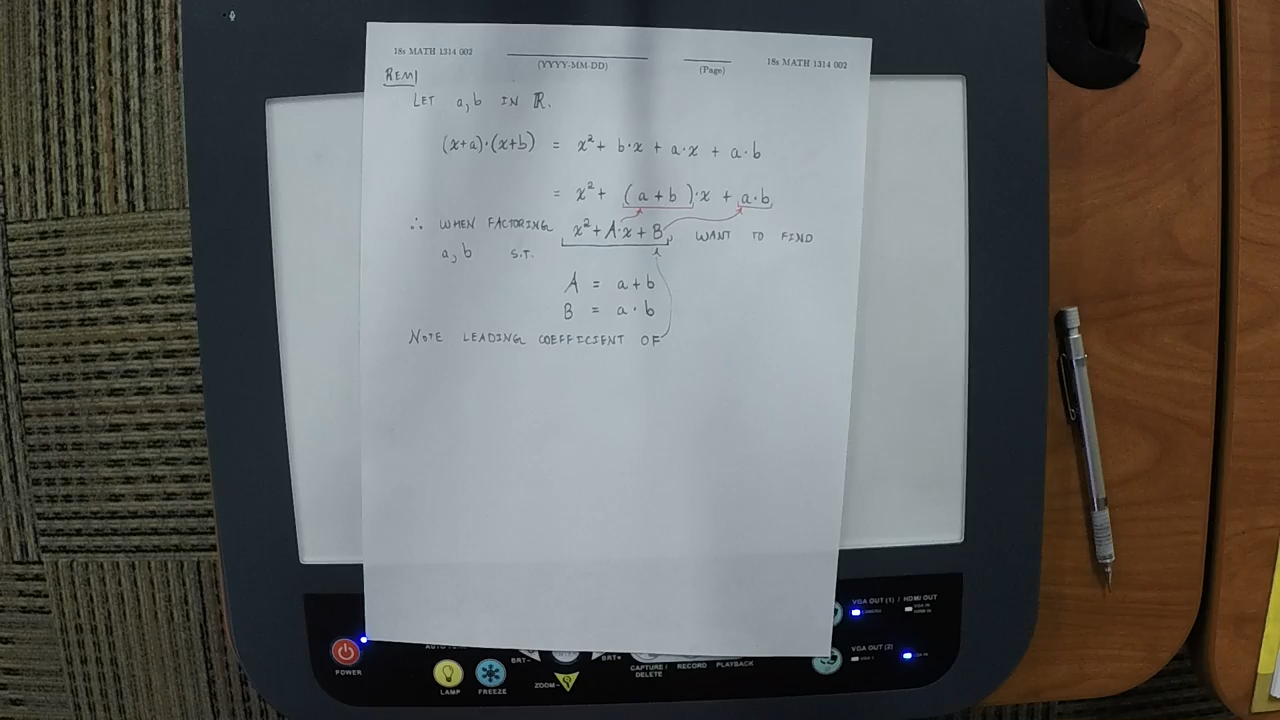 18s MATH 1314 002 (YYYY-MM-DD) (Page) 18s MATH 1314 002
REM|
LET a,b IN ℝ.
(x+a)·(x+b) = x² + b·x + a·x + a·b
= x² + (a+b)·x + a·b
∴ WHEN FACTORING x² + A·x + B, WANT TO FIND
a,b S.T.
A = a+b
B = a·b
NOTE LEADING COEFFICIENT OF
VGA OUT (1) / HDMI OUT
VGA OUT (2)
POWER
LAMP
FREEZE
BRT-
ZOOM-
BRT+
CAPTURE / DELETE
RECORD
PLAYBACK